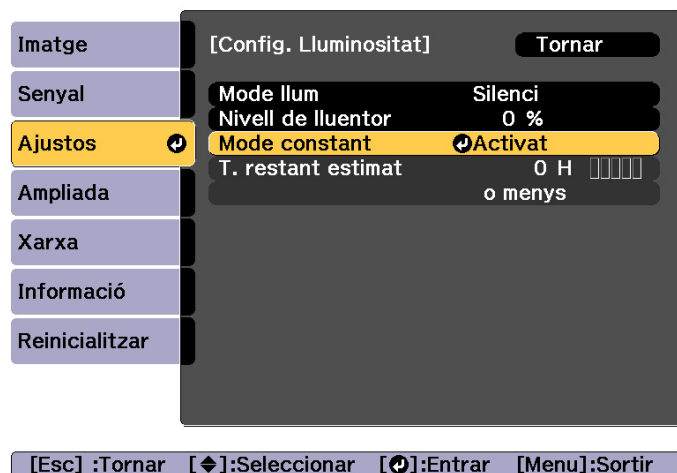 Imatge
Senyal
Ajustos
Ampliada
Xarxa
Informació
Reinicialitzar
[Config. Lluminositat] Tornar
Mode llum Silenci
Nivell de lluentor 0 %
Mode constant Activat
T. restant estimat 0 H
o menys
[Esc] :Tornar [ ]:Seleccionar [ ]:Entrar [Menu]:Sortir